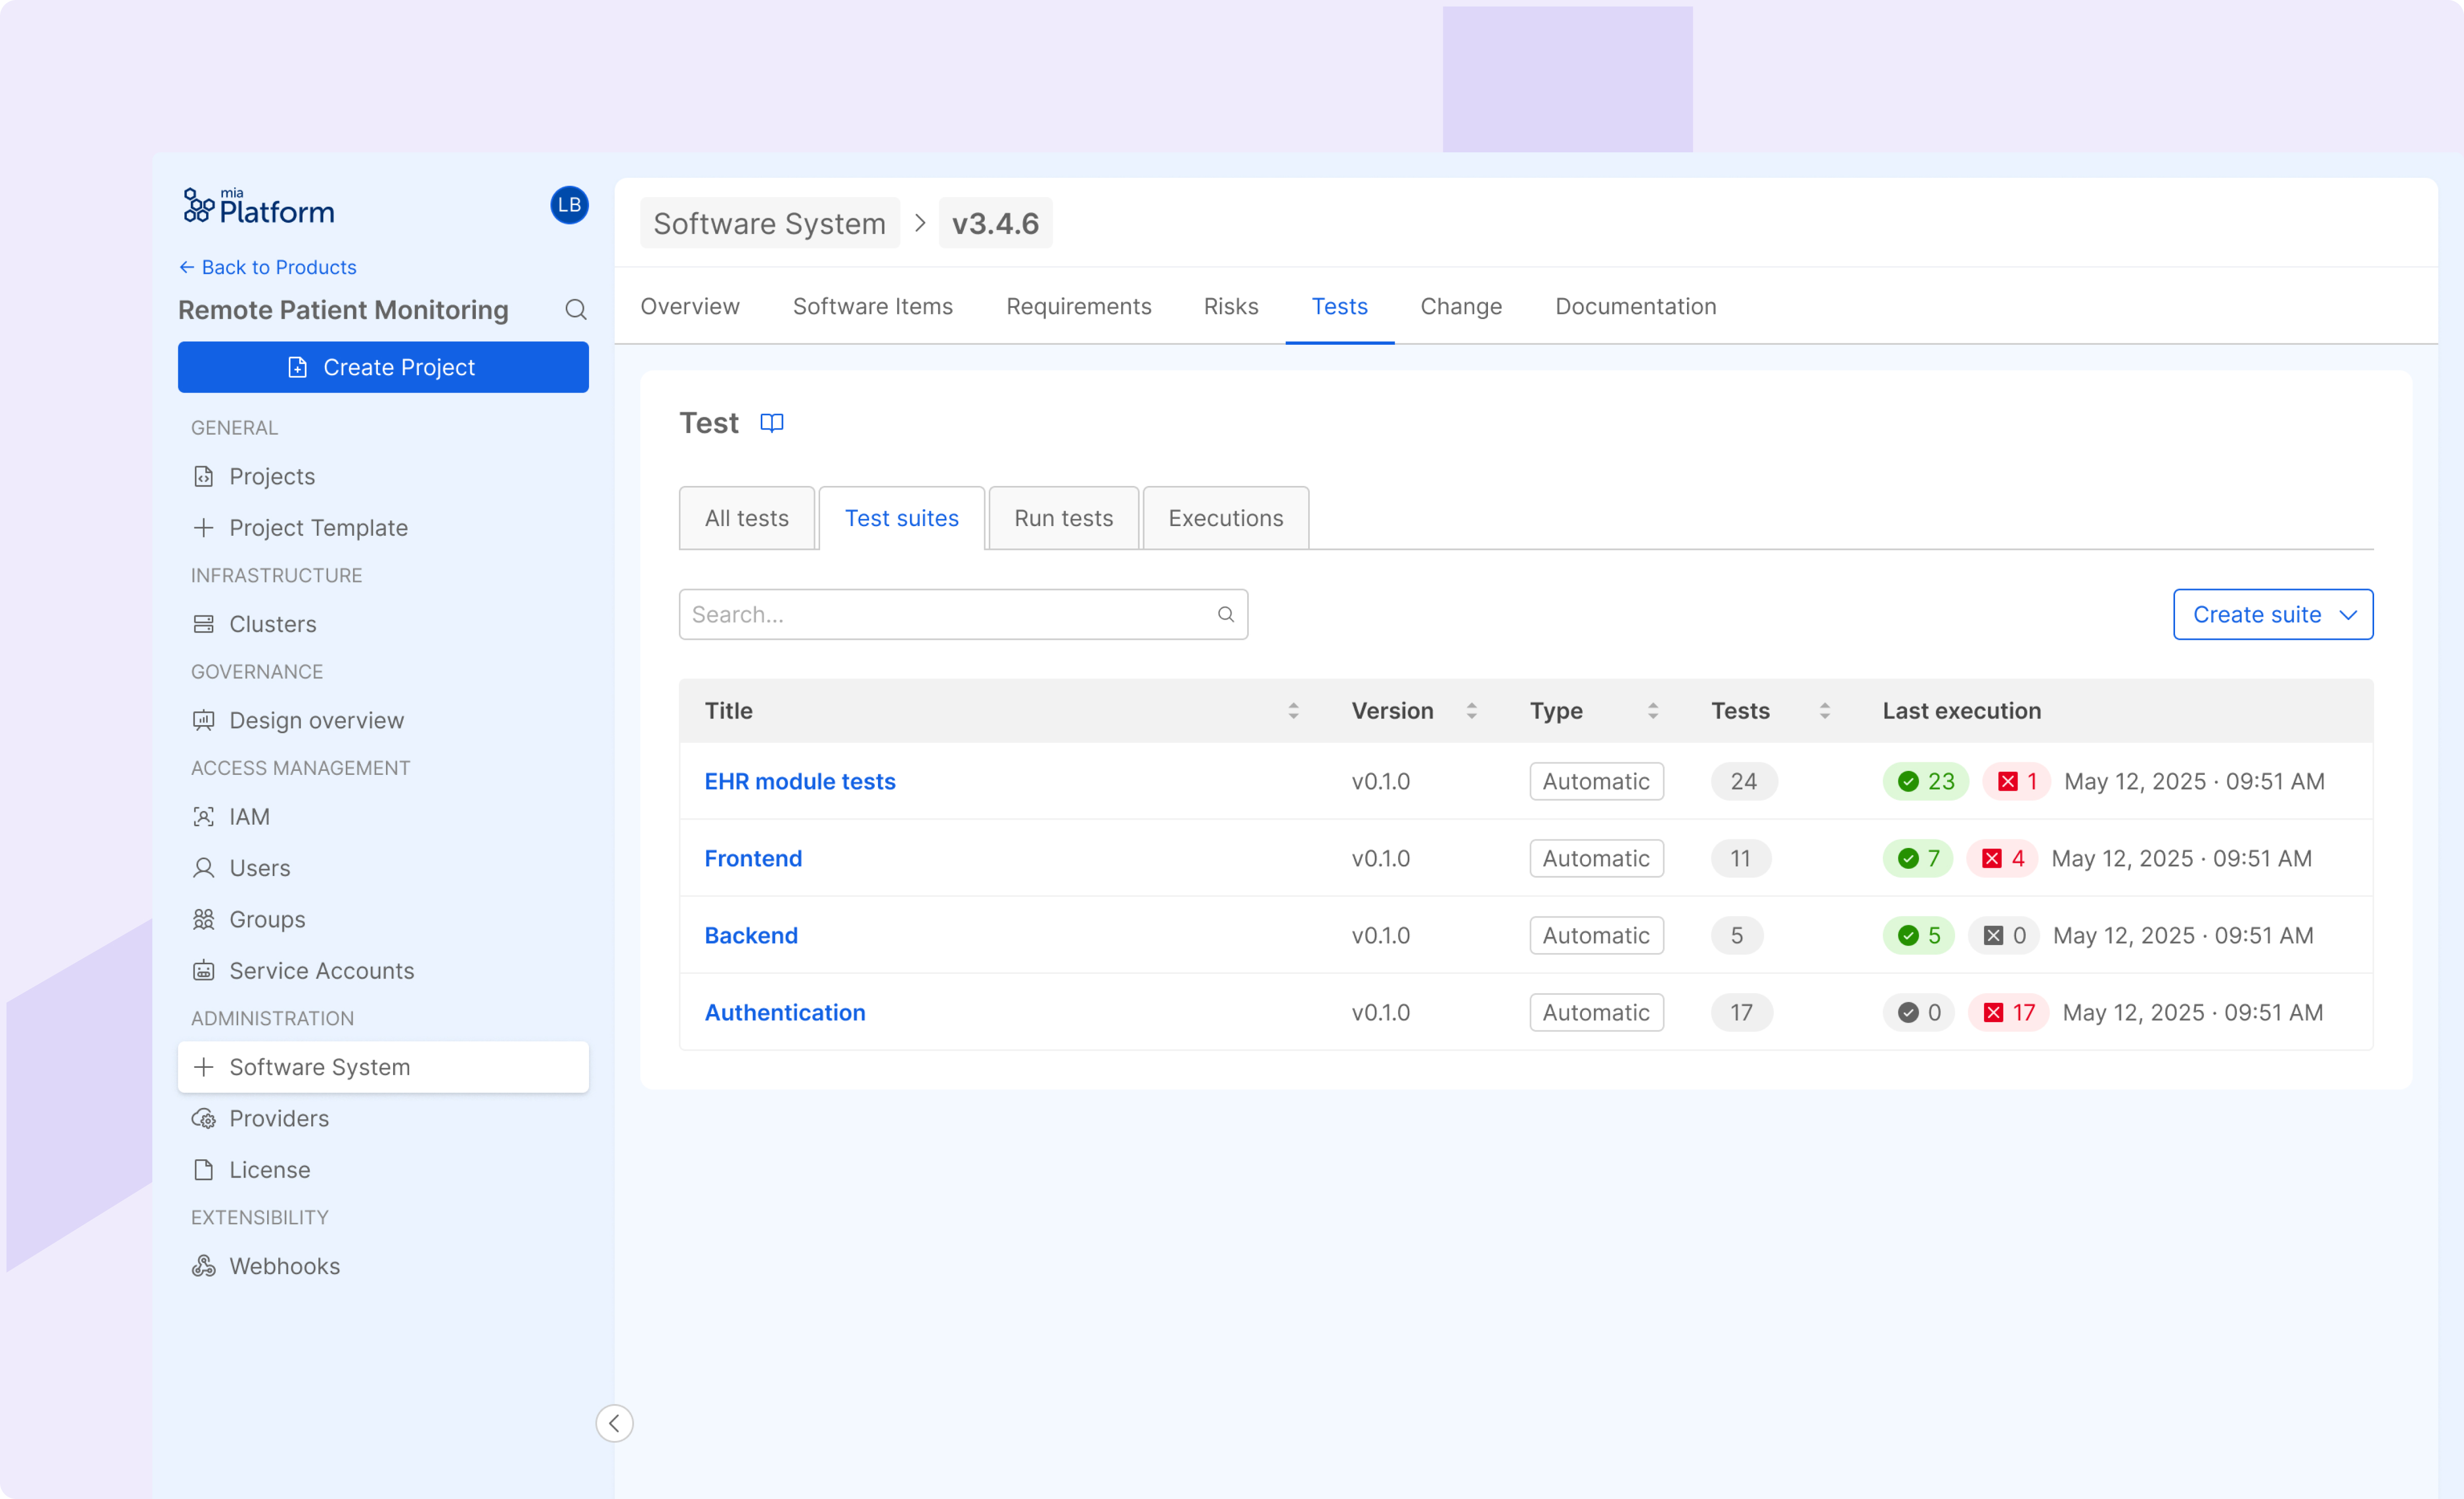 mia
Platform
LB
Back to Products
Remote Patient Monitoring
Create Project
GENERAL
Projects
Project Template
INFRASTRUCTURE
Clusters
GOVERNANCE
Design overview
ACCESS MANAGEMENT
IAM
Users
Groups
Service Accounts
ADMINISTRATION
Software System
Providers
License
EXTENSIBILITY
Webhooks
Software System > v3.4.6
Overview Software Items Requirements Risks Tests Change Documentation
Test
All tests Test suites Run tests Executions
Search...
Create suite
Title Version Type Tests Last execution
EHR module tests v0.1.0 Automatic 24 23 1 May 12, 2025 · 09:51 AM
Frontend v0.1.0 Automatic 11 7 4 May 12, 2025 · 09:51 AM
Backend v0.1.0 Automatic 5 5 0 May 12, 2025 · 09:51 AM
Authentication v0.1.0 Automatic 17 0 17 May 12, 2025 · 09:51 AM